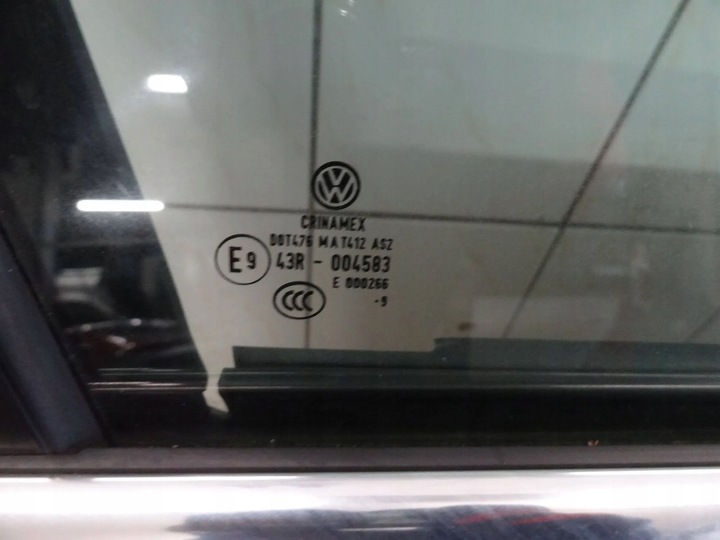 CRINAMEX
DOT476 M A T412 AS2
E9 43R - 004583
E 000266
CCC -9